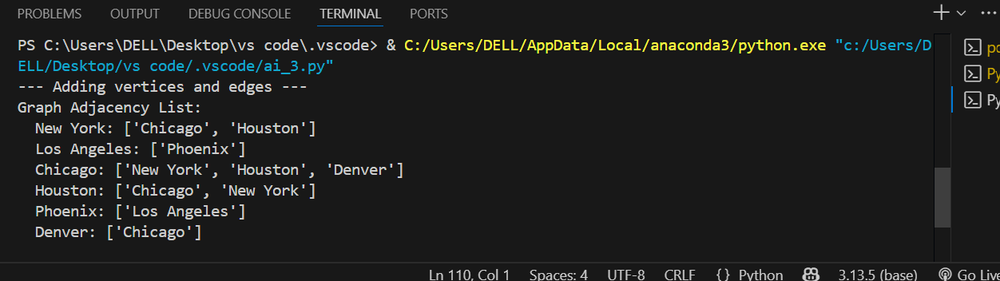 PROBLEMS OUTPUT DEBUG CONSOLE TERMINAL PORTS
PS C:\Users\DELL\Desktop\vs code\.vscode> & C:/Users/DELL/AppData/Local/anaconda3/python.exe "c:/Users/D
ELL/Desktop/vs code/.vscode/ai_3.py"
--- Adding vertices and edges ---
Graph Adjacency List:
  New York: ['Chicago', 'Houston']
  Los Angeles: ['Phoenix']
  Chicago: ['New York', 'Houston', 'Denver']
  Houston: ['Chicago', 'New York']
  Phoenix: ['Los Angeles']
  Denver: ['Chicago']
po
Py
Py
Ln 110, Col 1 Spaces: 4 UTF-8 CRLF {} Python 3.13.5 (base) Go Live